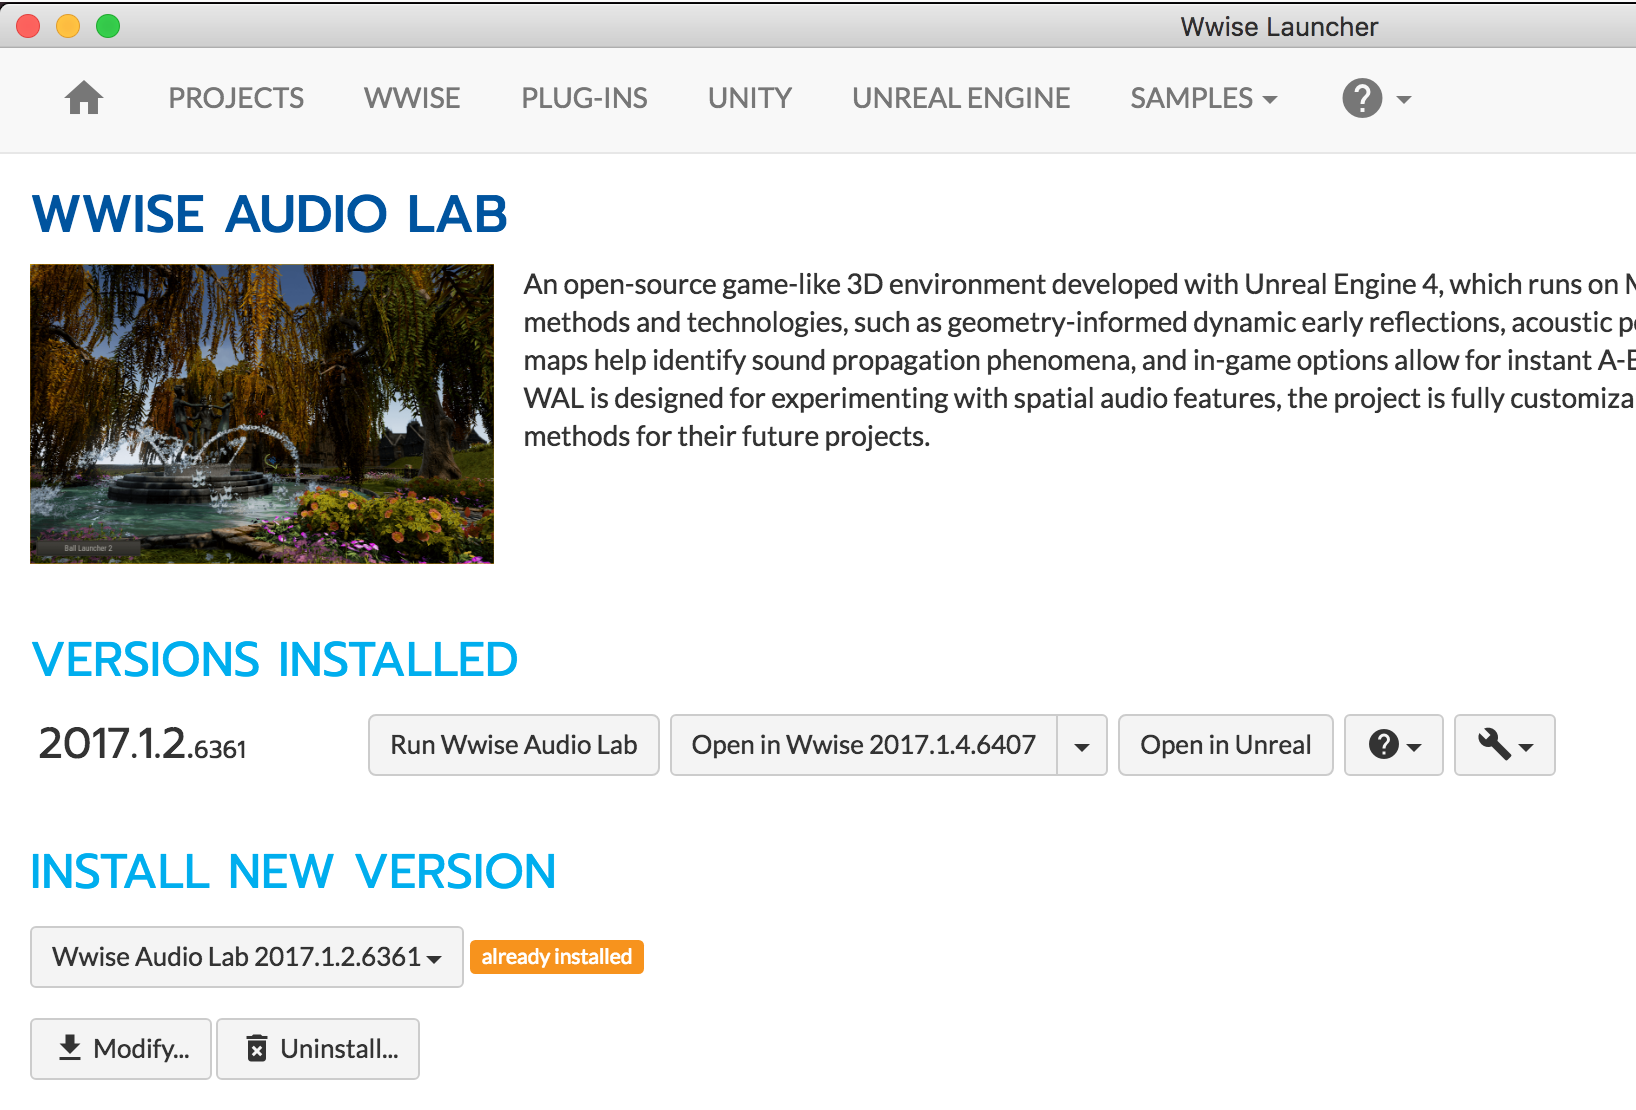 Wwise Launcher
PROJECTS WWISE PLUG-INS UNITY UNREAL ENGINE SAMPLES
WWISE AUDIO LAB
An open-source game-like 3D environment developed with Unreal Engine 4, which runs on
methods and technologies, such as geometry-informed dynamic early reflections, acoustic
maps help identify sound propagation phenomena, and in-game options allow for instant
WAL is designed for experimenting with spatial audio features, the project is fully
methods for their future projects.
Ball Launcher 2
VERSIONS INSTALLED
2017.1.2.6361 Run Wwise Audio Lab Open in Wwise 2017.1.4.6407 Open in Unreal
INSTALL NEW VERSION
Wwise Audio Lab 2017.1.2.6361 already installed
Modify... Uninstall...